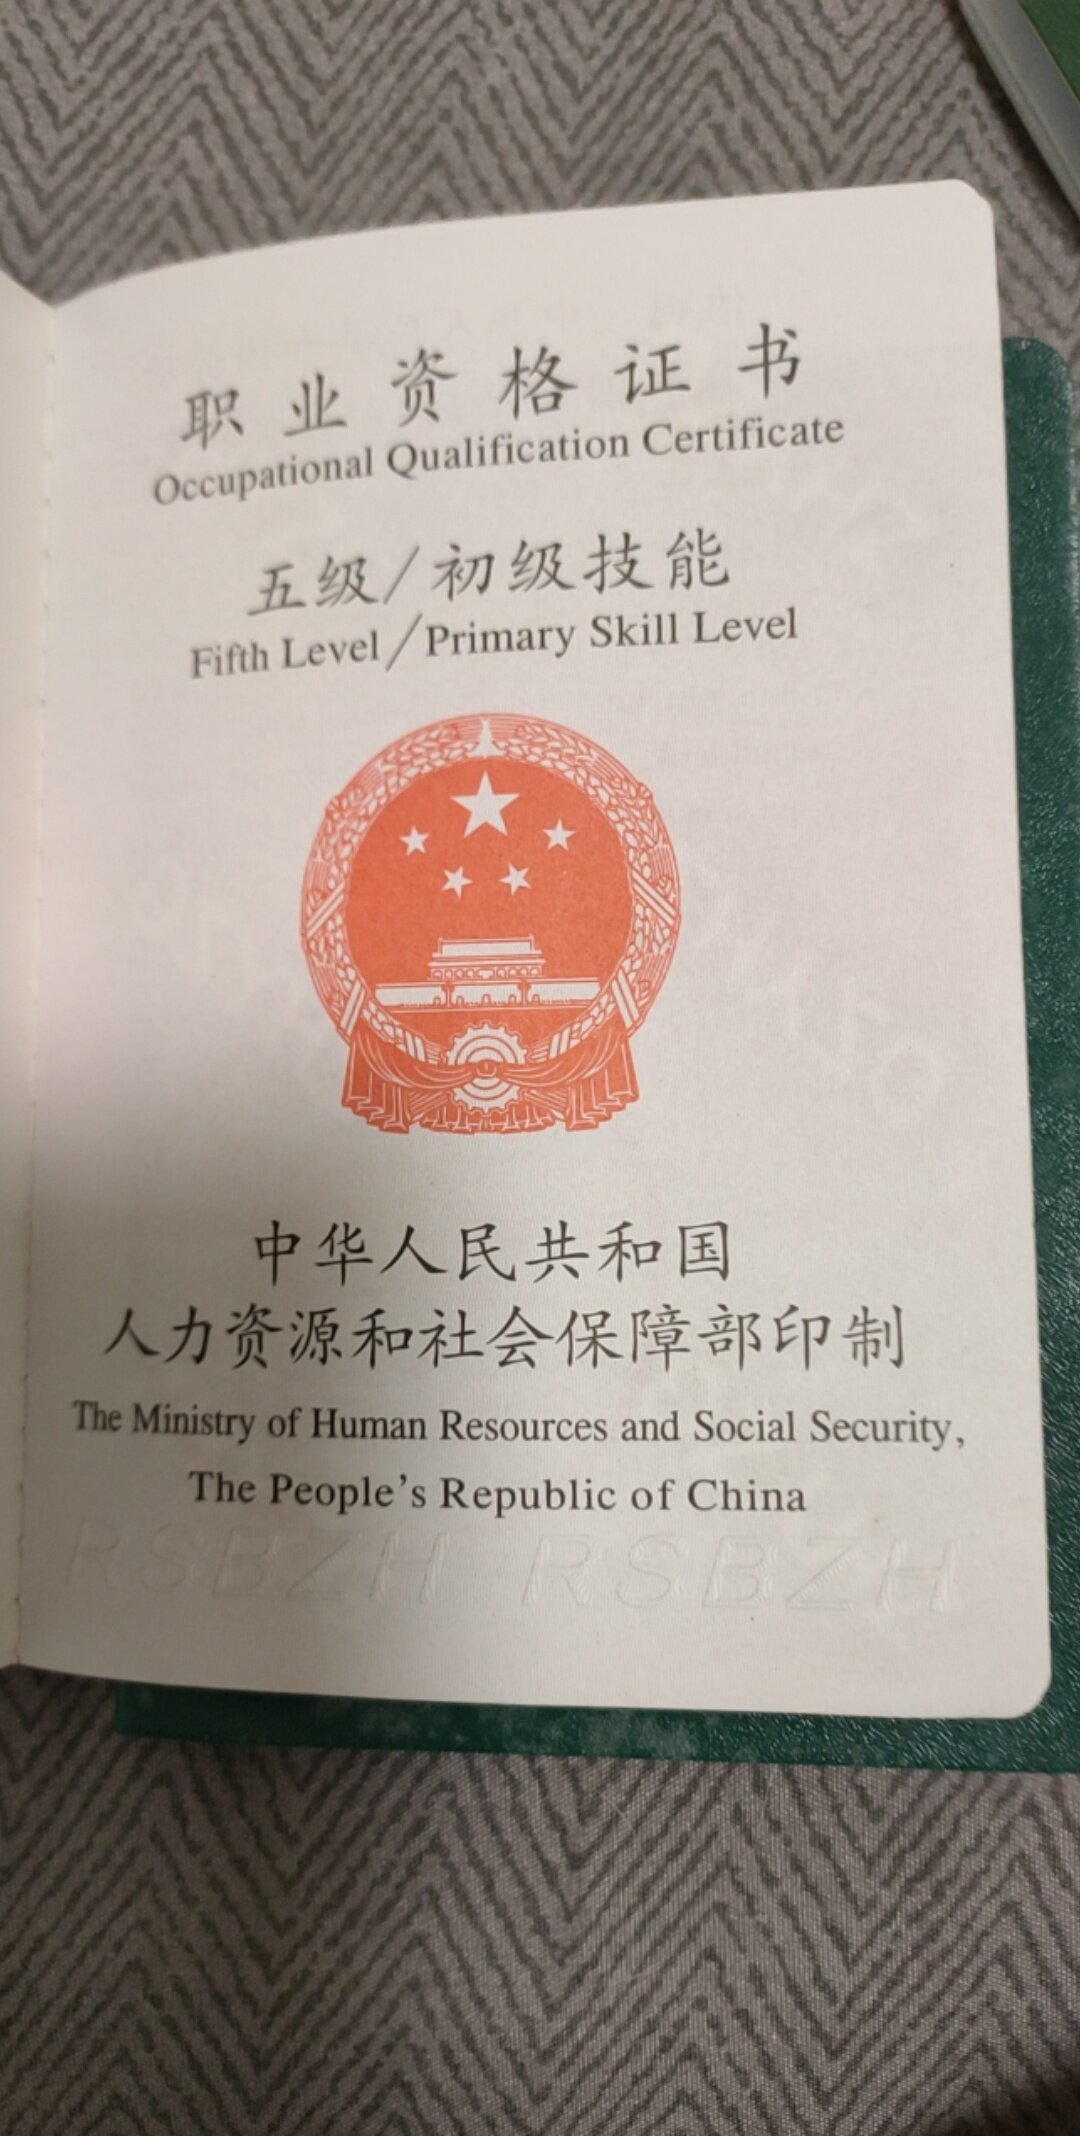 职业资格证书
Occupational Qualification Certificate
五级/初级技能
Fifth Level/Primary Skill Level
中华人民共和国
人力资源和社会保障部印制
The Ministry of Human Resources and Social Security,
The People's Republic of China
RSBZH RSBZH